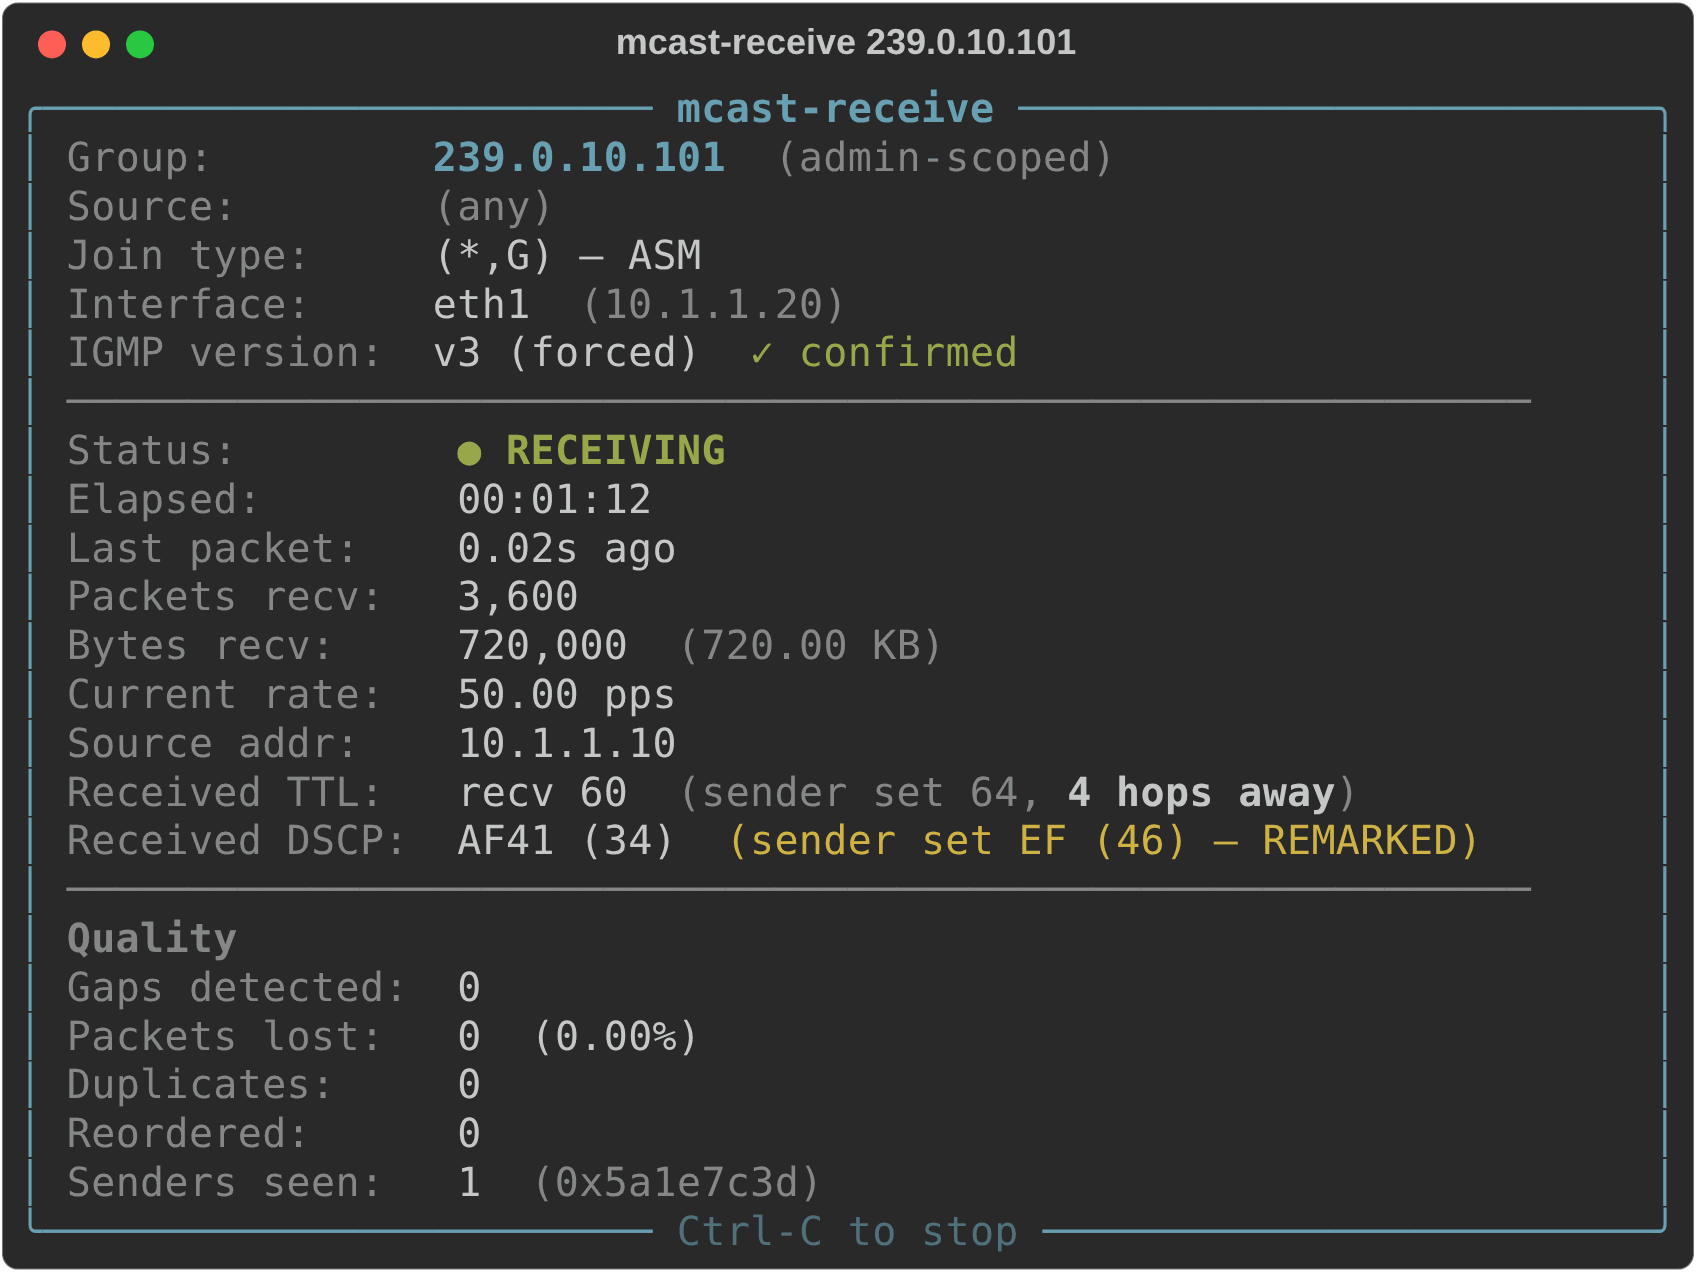 mcast-receive 239.0.10.101
mcast-receive
Group: 239.0.10.101 (admin-scoped)
Source: (any)
Join type: (*,G) — ASM
Interface: eth1 (10.1.1.20)
IGMP version: v3 (forced) ✓ confirmed
Status: ● RECEIVING
Elapsed: 00:01:12
Last packet: 0.02s ago
Packets recv: 3,600
Bytes recv: 720,000 (720.00 KB)
Current rate: 50.00 pps
Source addr: 10.1.1.10
Received TTL: recv 60 (sender set 64, 4 hops away)
Received DSCP: AF41 (34) (sender set EF (46) — REMARKED)
Quality
Gaps detected: 0
Packets lost: 0 (0.00%)
Duplicates: 0
Reordered: 0
Senders seen: 1 (0x5a1e7c3d)
Ctrl-C to stop